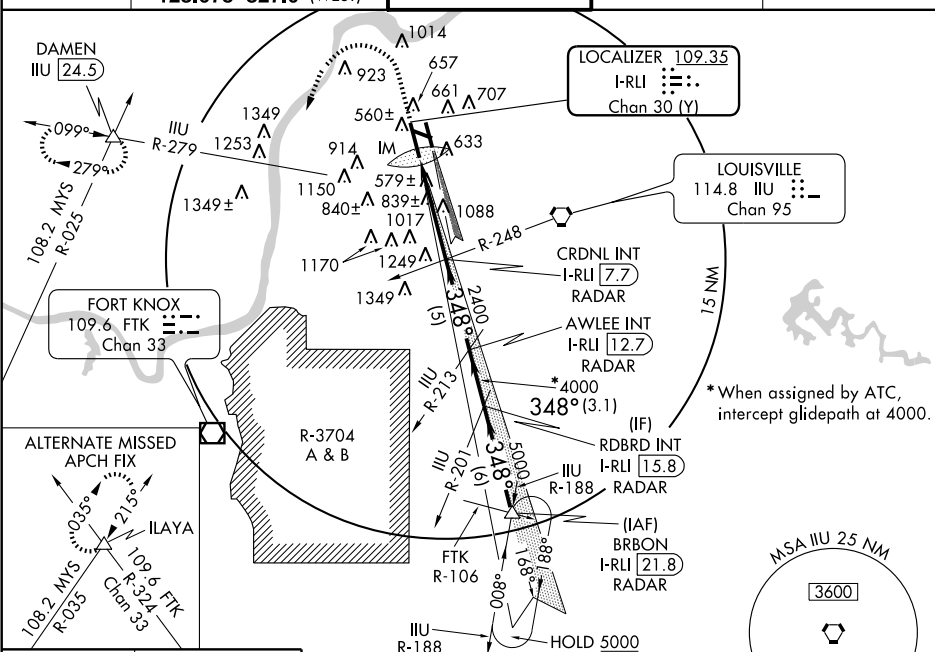 DAMEN
IIU 24.5
1014
923
657
661
707
560±
IM
633
1349
1253
IIU
R-279
099°
279°
914
1150
579±
840±
839±
1349±
1088
1017
1170
1249
1349
108.2 MYS
R-025
LOCALIZER 109.35
I-RLI
Chan 30 (Y)
LOUISVILLE
114.8 IIU
Chan 95
R-248
CRDNL INT
I-RLI 7.7
RADAR
15 NM
FORT KNOX
109.6 FTK
Chan 33
348°
(5)
2400
AWLEE INT
I-RLI 12.7
RADAR
IIU
R-213
*4000
348° (3.1)
* When assigned by ATC,
intercept glidepath at 4000.
R-3704
A & B
(IF)
RDBRD INT
I-RLI 15.8
RADAR
IIU
R-201
(6)
348°
5000
IIU
R-188
ALTERNATE MISSED
APCH FIX
035°
215°
ILAYA
108.2 MYS
R-035
109.6 FTK
R-324
Chan 33
FTK
R-106
(IAF)
BRBON
I-RLI 21.8
RADAR
008°
168°
IIU
R-188
HOLD 5000
MSA IIU 25 NM
3600